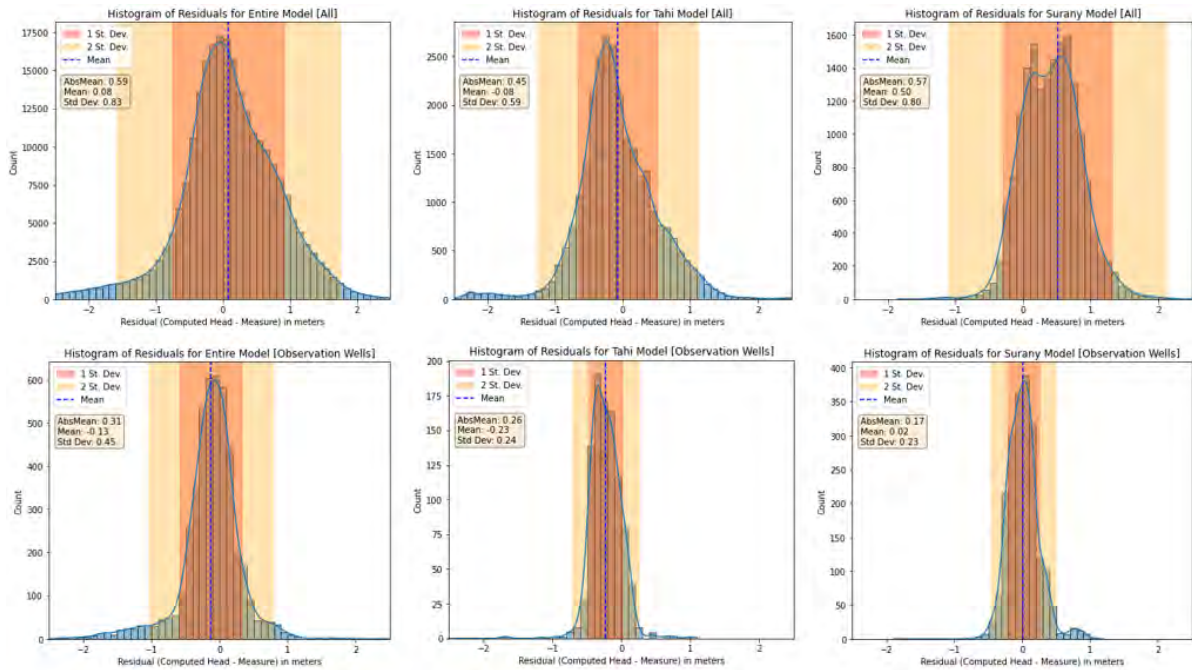 Histogram of Residuals for Entire Model [All]
1 St. Dev.
2 St. Dev.
Mean
AbsMean: 0.59
Mean: 0.08
Std Dev: 0.83
17500
15000
12500
10000
7500
5000
2500
0
Count
−2 −1 0 1 2
Residual (Computed Head - Measure) in meters
Histogram of Residuals for Tahi Model [All]
1 St. Dev.
2 St. Dev.
Mean
AbsMean: 0.45
Mean: -0.08
Std Dev: 0.59
2500
2000
1500
1000
500
0
Count
−2 −1 0 1 2
Residual (Computed Head - Measure) in meters
Histogram of Residuals for Surany Model [All]
1 St. Dev.
2 St. Dev.
Mean
AbsMean: 0.57
Mean: 0.50
Std Dev: 0.80
1600
1400
1200
1000
800
600
400
200
0
Count
−2 −1 0 1 2
Residual (Computed Head - Measure) in meters
Histogram of Residuals for Entire Model [Observation Wells]
1 St. Dev.
2 St. Dev.
Mean
AbsMean: 0.31
Mean: -0.13
Std Dev: 0.45
600
500
400
300
200
100
0
Count
−2 −1 0 1 2
Residual (Computed Head - Measure) in meters
Histogram of Residuals for Tahi Model [Observation Wells]
1 St. Dev.
2 St. Dev.
Mean
AbsMean: 0.26
Mean: -0.23
Std Dev: 0.24
200
175
150
125
100
75
50
25
0
Count
−2 −1 0 1 2
Residual (Computed Head - Measure) in meters
Histogram of Residuals for Surany Model [Observation Wells]
1 St. Dev.
2 St. Dev.
Mean
AbsMean: 0.17
Mean: 0.02
Std Dev: 0.23
400
350
300
250
200
150
100
50
0
Count
−2 −1 0 1 2
Residual (Computed Head - Measure) in meters